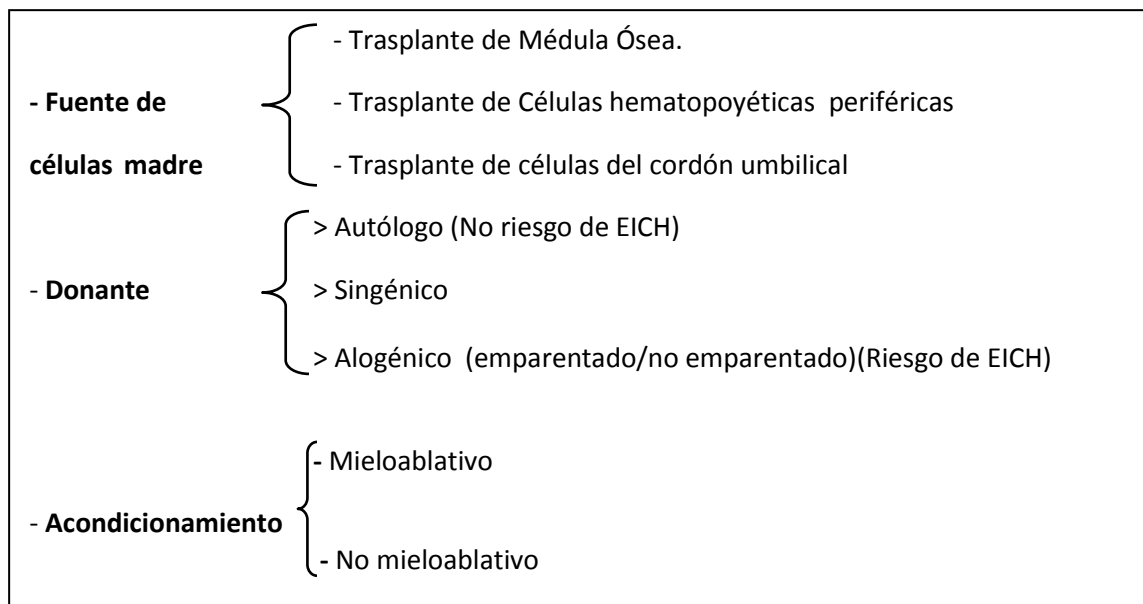 - Trasplante de Médula Ósea.
- Fuente de
- Trasplante de Células hematopoyéticas periféricas
células madre
- Trasplante de células del cordón umbilical
> Autólogo (No riesgo de EICH)
- Donante
> Singénico
> Alogénico (emparentado/no emparentado)(Riesgo de EICH)
- Mieloablativo
- Acondicionamiento
- No mieloablativo